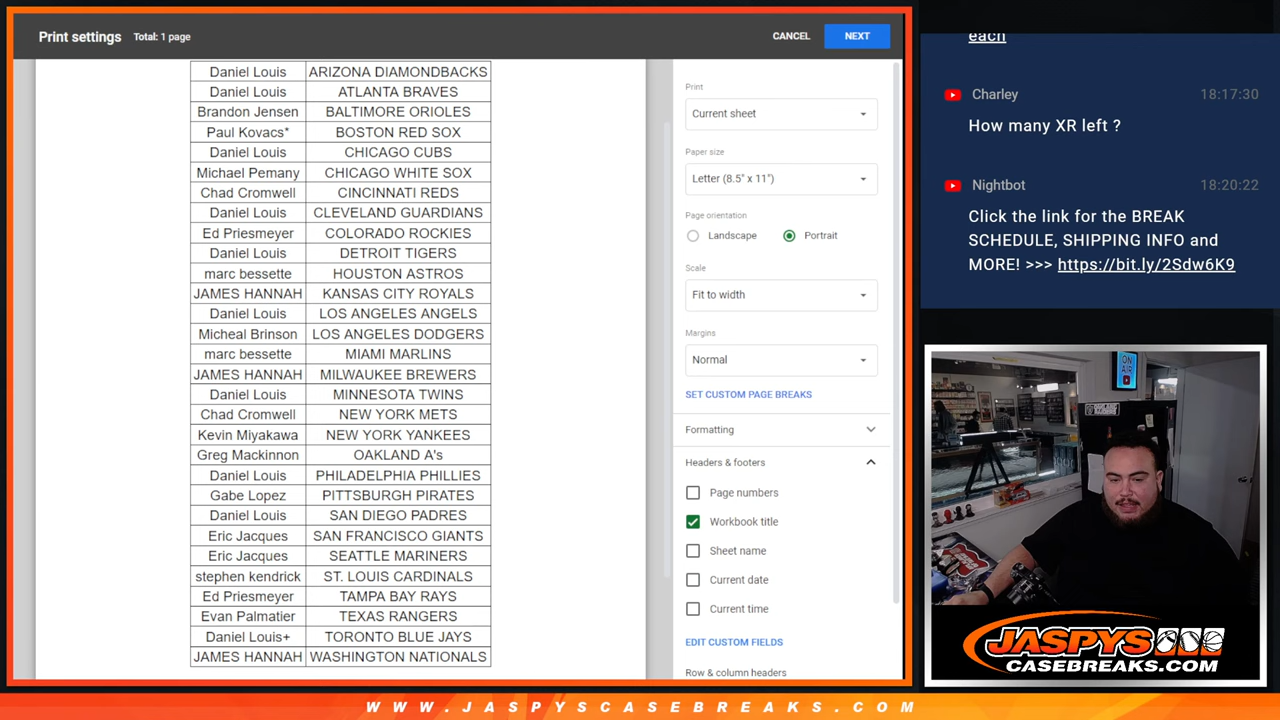 Print settings Total: 1 page CANCEL NEXT
Daniel Louis ARIZONA DIAMONDBACKS
Daniel Louis ATLANTA BRAVES
Brandon Jensen BALTIMORE ORIOLES
Paul Kovacs* BOSTON RED SOX
Daniel Louis CHICAGO CUBS
Michael Pemany CHICAGO WHITE SOX
Chad Cromwell CINCINNATI REDS
Daniel Louis CLEVELAND GUARDIANS
Ed Priesmeyer COLORADO ROCKIES
Daniel Louis DETROIT TIGERS
marc bessette HOUSTON ASTROS
JAMES HANNAH KANSAS CITY ROYALS
Daniel Louis LOS ANGELES ANGELS
Micheal Brinson LOS ANGELES DODGERS
marc bessette MIAMI MARLINS
JAMES HANNAH MILWAUKEE BREWERS
Daniel Louis MINNESOTA TWINS
Chad Cromwell NEW YORK METS
Kevin Miyakawa NEW YORK YANKEES
Greg Mackinnon OAKLAND A's
Daniel Louis PHILADELPHIA PHILLIES
Gabe Lopez PITTSBURGH PIRATES
Daniel Louis SAN DIEGO PADRES
Eric Jacques SAN FRANCISCO GIANTS
Eric Jacques SEATTLE MARINERS
stephen kendrick ST. LOUIS CARDINALS
Ed Priesmeyer TAMPA BAY RAYS
Evan Palmatier TEXAS RANGERS
Daniel Louis+ TORONTO BLUE JAYS
JAMES HANNAH WASHINGTON NATIONALS
Print
Current sheet
Paper size
Letter (8.5" x 11")
Page orientation
Landscape Portrait
Scale
Fit to width
Margins
Normal
SET CUSTOM PAGE BREAKS
Formatting
Headers & footers
Page numbers
Workbook title
Sheet name
Current date
Current time
EDIT CUSTOM FIELDS
Row & column headers
each
Charley 18:17:30
How many XR left ?
Nightbot 18:20:22
Click the link for the BREAK
SCHEDULE, SHIPPING INFO and
MORE! >>> https://bit.ly/2Sdw6K9
ON
AIR
JASPYS
CASEBREAKS.COM
WWW.JASPYSCASEBREAKS.COM